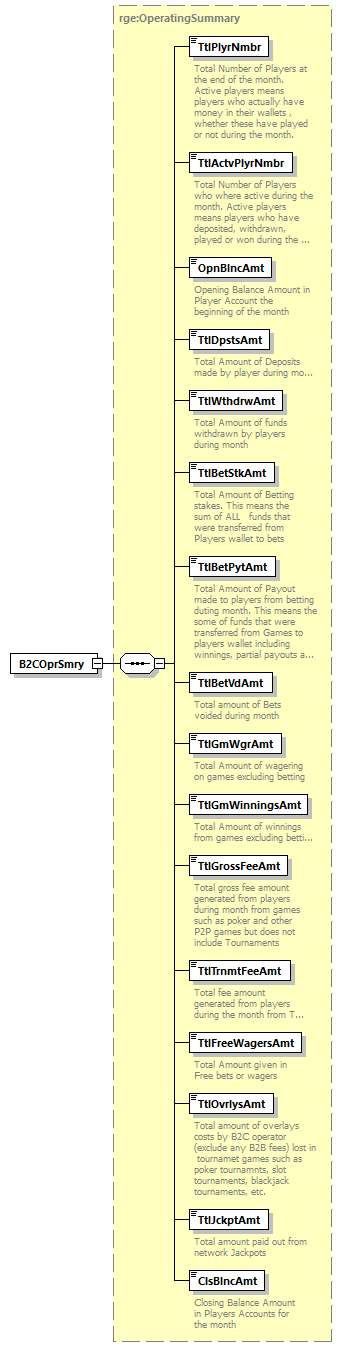 rge:OperatingSummary
TtlPlyrNmbr
Total Number of Players at
the end of the month.
Active players means
players who actually have
money in their wallets ,
whether these have played
or not during the month.
TtlActvPlyrNmbr
Total Number of Players
who where active during the
month. Active players
means players who have
deposited, withdrawn,
played or won during the ...
OpnBlncAmt
Opening Balance Amount in
Player Account the
beginning of the month
TtlDpstsAmt
Total Amount of Deposits
made by player during mo...
TtlWthdrwAmt
Total Amount of funds
withdrawn by players
during month
TtlBetStkAmt
Total Amount of Betting
stakes. This means the
sum of ALL funds that
were transferred from
Players wallet to bets
TtlBetPytAmt
Total Amount of Payout
made to players from betting
duting month. This means the
some of funds that were
transferred from Games to
players wallet including
winnings, partial payouts a...
B2COprSmry
TtlBetVdAmt
Total amount of Bets
voided during month
TtlGmWgrAmt
Total Amount of wagering
on games excluding betting
TtlGmWinningsAmt
Total Amount of winnings
from games excluding betti...
TtlGrossFeeAmt
Total gross fee amount
generated from players
during month from games
such as poker and other
P2P games but does not
include Tournaments
TtlTrnmtFeeAmt
Total fee amount
generated from players
during the month from T...
TtlFreeWagersAmt
Total Amount given in
Free bets or wagers
TtlOvrlysAmt
Total amount of overlays
costs by B2C operator
(exclude any B2B fees) lost in
tournamet games such as
poker tournamnts, slot
tournaments, blackjack
tournaments, etc.
TtlJckptAmt
Total amount paid out from
network Jackpots
ClsBlncAmt
Closing Balance Amount
in Players Accounts for
the month